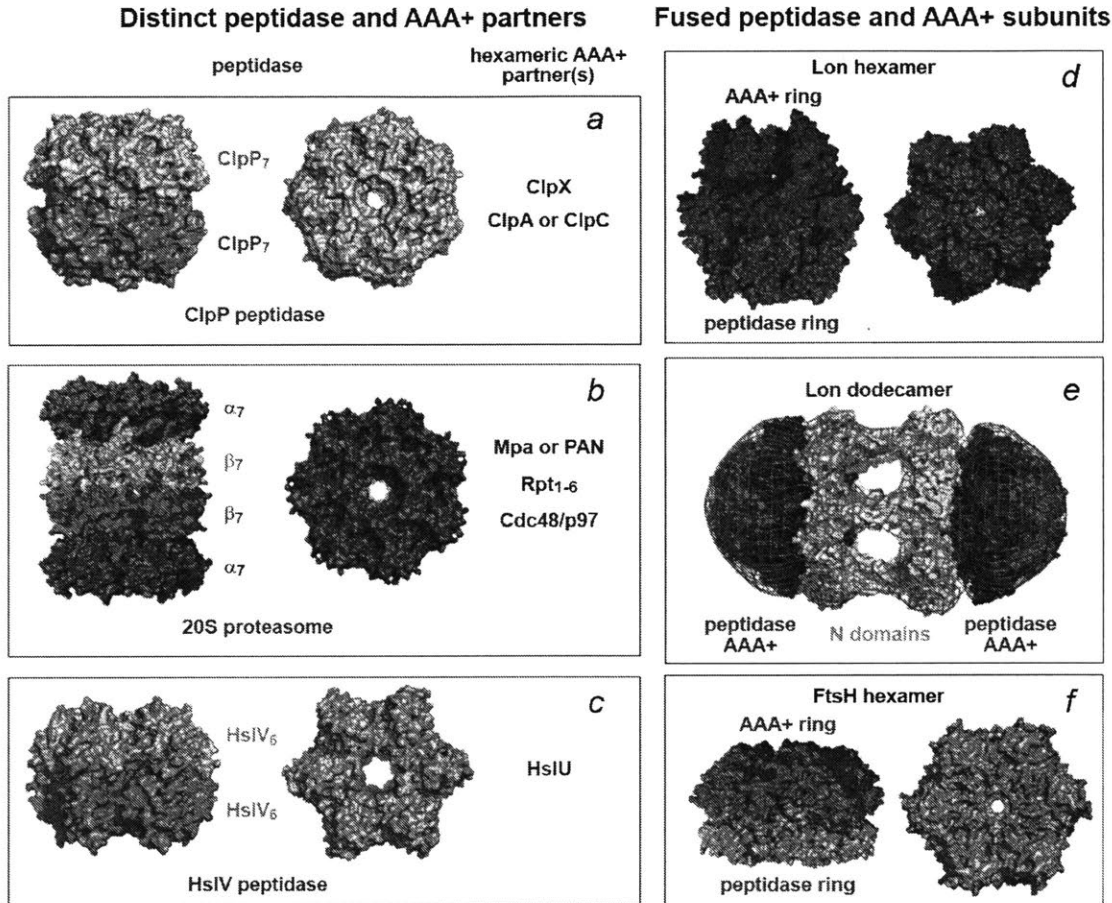 Distinct peptidase and AAA+ partners
peptidase
hexameric AAA+
partner(s)
a
ClpP₇
ClpP₇
ClpP peptidase
ClpX
ClpA or ClpC
b
α₇
β₇
β₇
α₇
20S proteasome
Mpa or PAN
Rpt₁₋₆
Cdc48/p97
c
HslV₆
HslV₆
HslV peptidase
HslU
Fused peptidase and AAA+ subunits
Lon hexamer
d
AAA+ ring
peptidase ring
Lon dodecamer
e
peptidase
AAA+
N domains
peptidase
AAA+
FtsH hexamer
f
AAA+ ring
peptidase ring